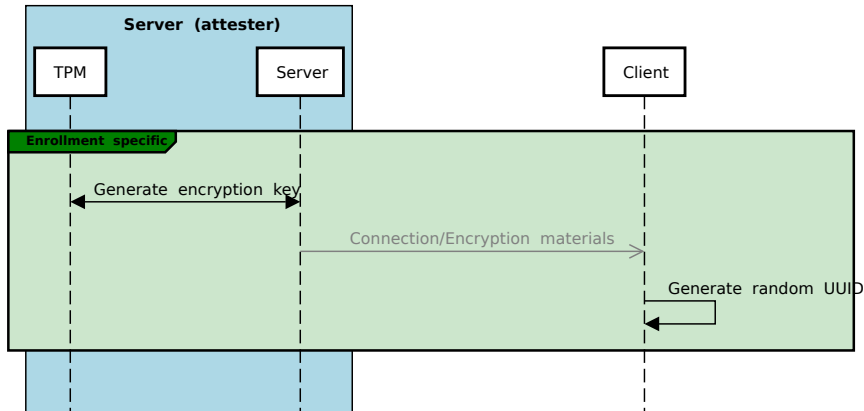 Server (attester)
TPM
Server
Client
Enrollment specific
Generate encryption key
Connection/Encryption materials
Generate random UUID